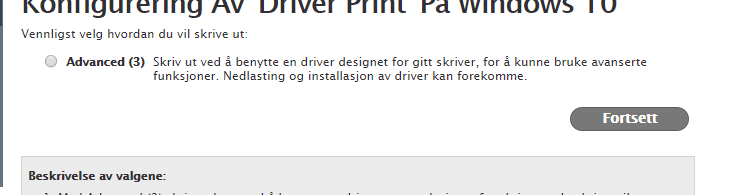 Konfigurering Av 'Driver Print' På Windows 10
Vennligst velg hvordan du vil skrive ut:
Advanced (3) Skriv ut ved å benytte en driver designet for gitt skriver, for å kunne bruke avanserte
funksjoner. Nedlasting og installasjon av driver kan forekomme.
Fortsett
Beskrivelse av valgene: